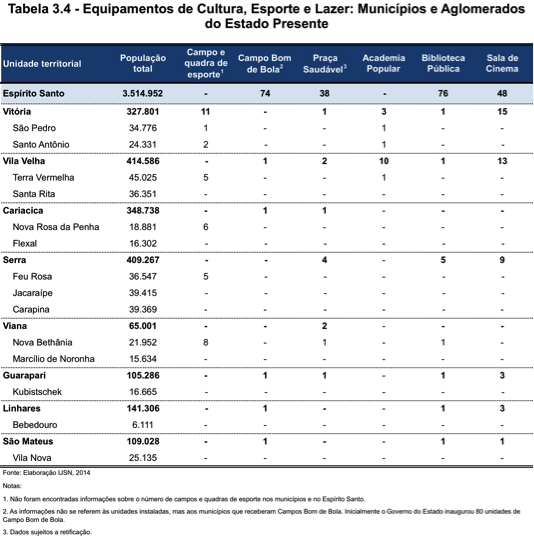 Tabela 3.4 - Equipamentos de Cultura, Esporte e Lazer: Municípios e Aglomerados
do Estado Presente
Unidade territorial População total Campo e quadra de esporte¹ Campo Bom de Bola² Praça Saudável³ Academia Popular Biblioteca Pública Sala de Cinema
Espírito Santo 3.514.952 - 74 38 - 76 48
Vitória 327.801 11 - 1 3 1 15
São Pedro 34.776 1 - - 1 - -
Santo Antônio 24.331 2 - - 1 - -
Vila Velha 414.586 - 1 2 10 1 13
Terra Vermelha 45.025 5 - - 1 - -
Santa Rita 36.351 - - - - - -
Cariacica 348.738 - 1 1 - - -
Nova Rosa da Penha 18.881 6 - - - - -
Flexal 16.302 - - - - - -
Serra 409.267 - - 4 - 5 9
Feu Rosa 36.547 5 - - - - -
Jacaraípe 39.415 - - - - - -
Carapina 39.369 - - - - - -
Viana 65.001 - - 2 - - -
Nova Bethânia 21.952 8 - 1 - 1 -
Marcílio de Noronha 15.634 - - - - - -
Guarapari 105.286 - 1 1 - 1 3
Kubistschek 16.665 - - - - - -
Linhares 141.306 - 1 - - 1 3
Bebedouro 6.111 - - - - - -
São Mateus 109.028 - 1 - - 1 1
Vila Nova 25.135 - - - - - -
Fonte: Elaboração IJSN, 2014
Notas:
1. Não foram encontradas informações sobre o número de campos e quadras de esporte nos municípios e no Espírito Santo.
2. As informações não se referem às unidades instaladas, mas aos municípios que receberam Campos Bom de Bola. Inicialmente o Governo do Estado inaugurou 80 unidades de
Campo Bom de Bola.
3. Dados sujeitos a retificação.